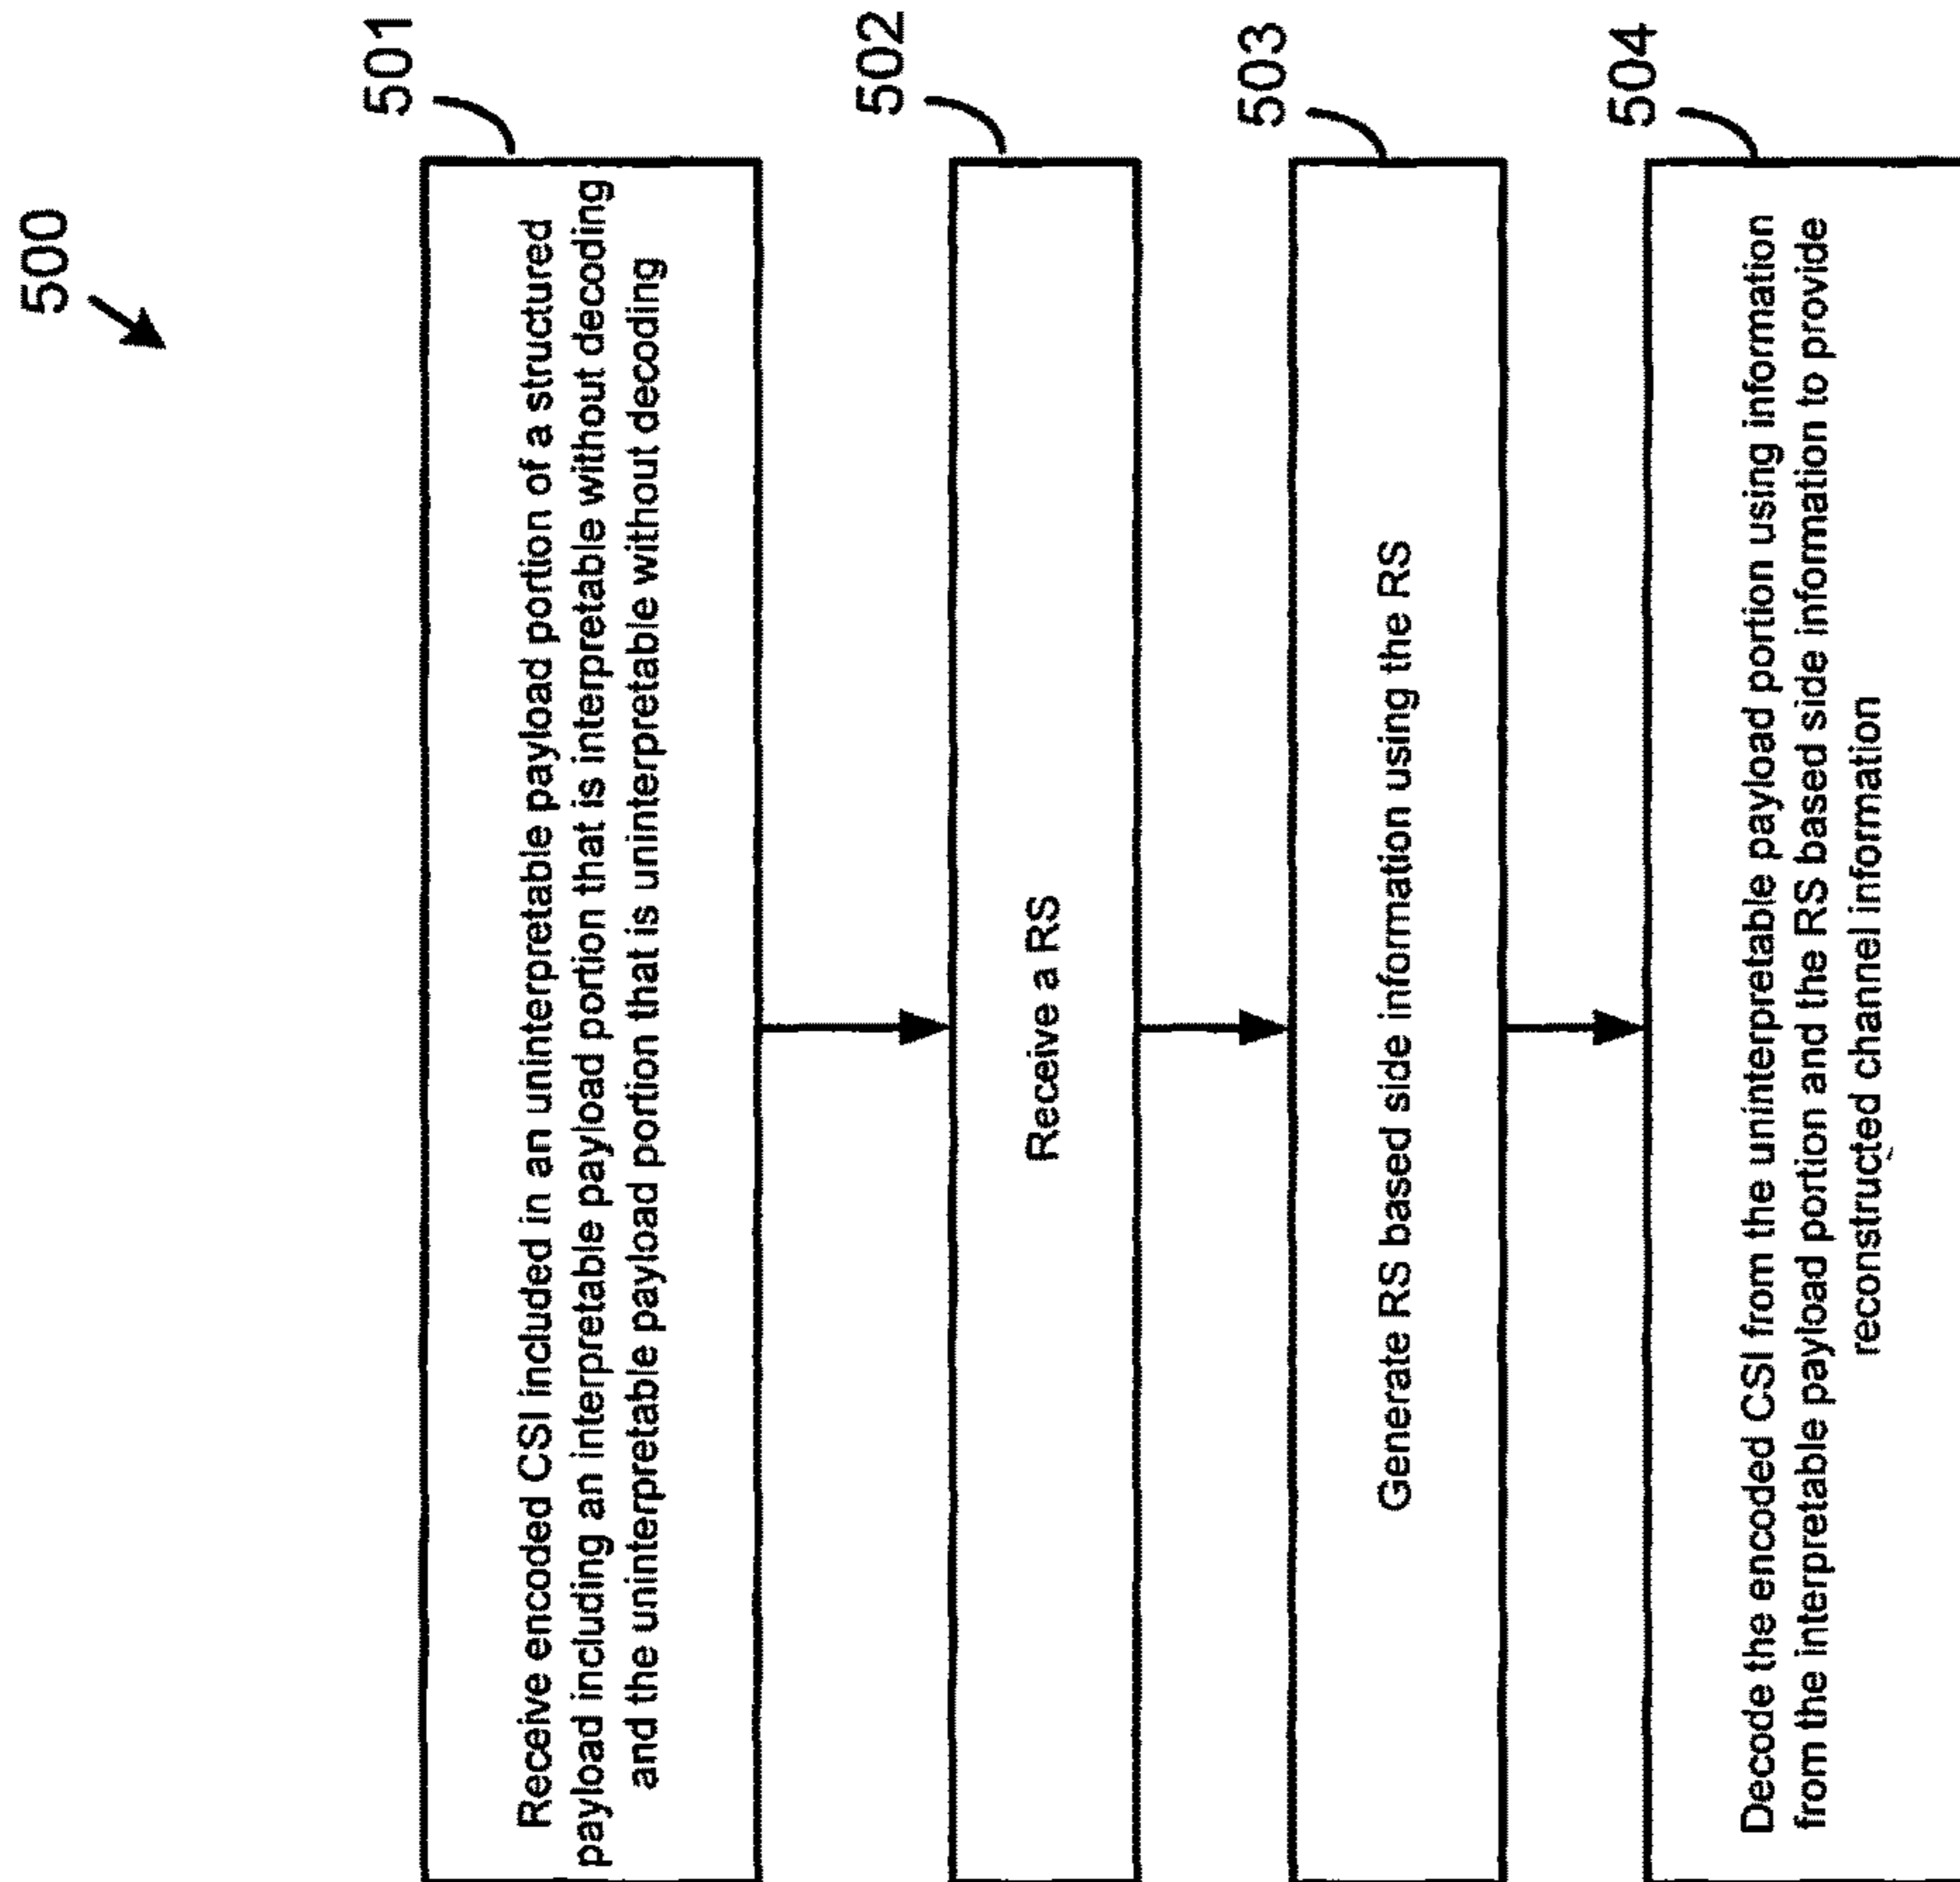 500
501
Receive encoded CSI included in an uninterpretable payload portion of a structured
payload including an interpretable payload portion that is interpretable without decoding
and the uninterpretable payload portion that is uninterpretable without decoding
502
Receive a RS
503
Generate RS based side information using the RS
504
Decode the encoded CSI from the uninterpretable payload portion using information
from the interpretable payload portion and the RS based side information to provide
reconstructed channel information